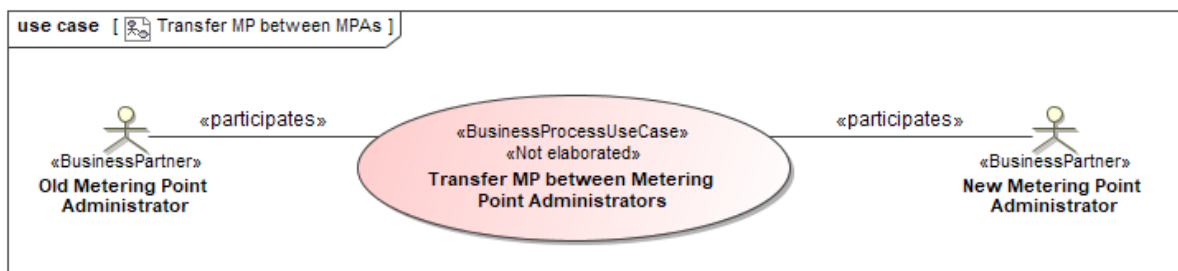 use case [ Transfer MP between MPAs ]
«participates»
«participates»
«BusinessPartner»
Old Metering Point
Administrator
«BusinessProcessUseCase»
«Not elaborated»
Transfer MP between Metering
Point Administrators
«BusinessPartner»
New Metering Point
Administrator